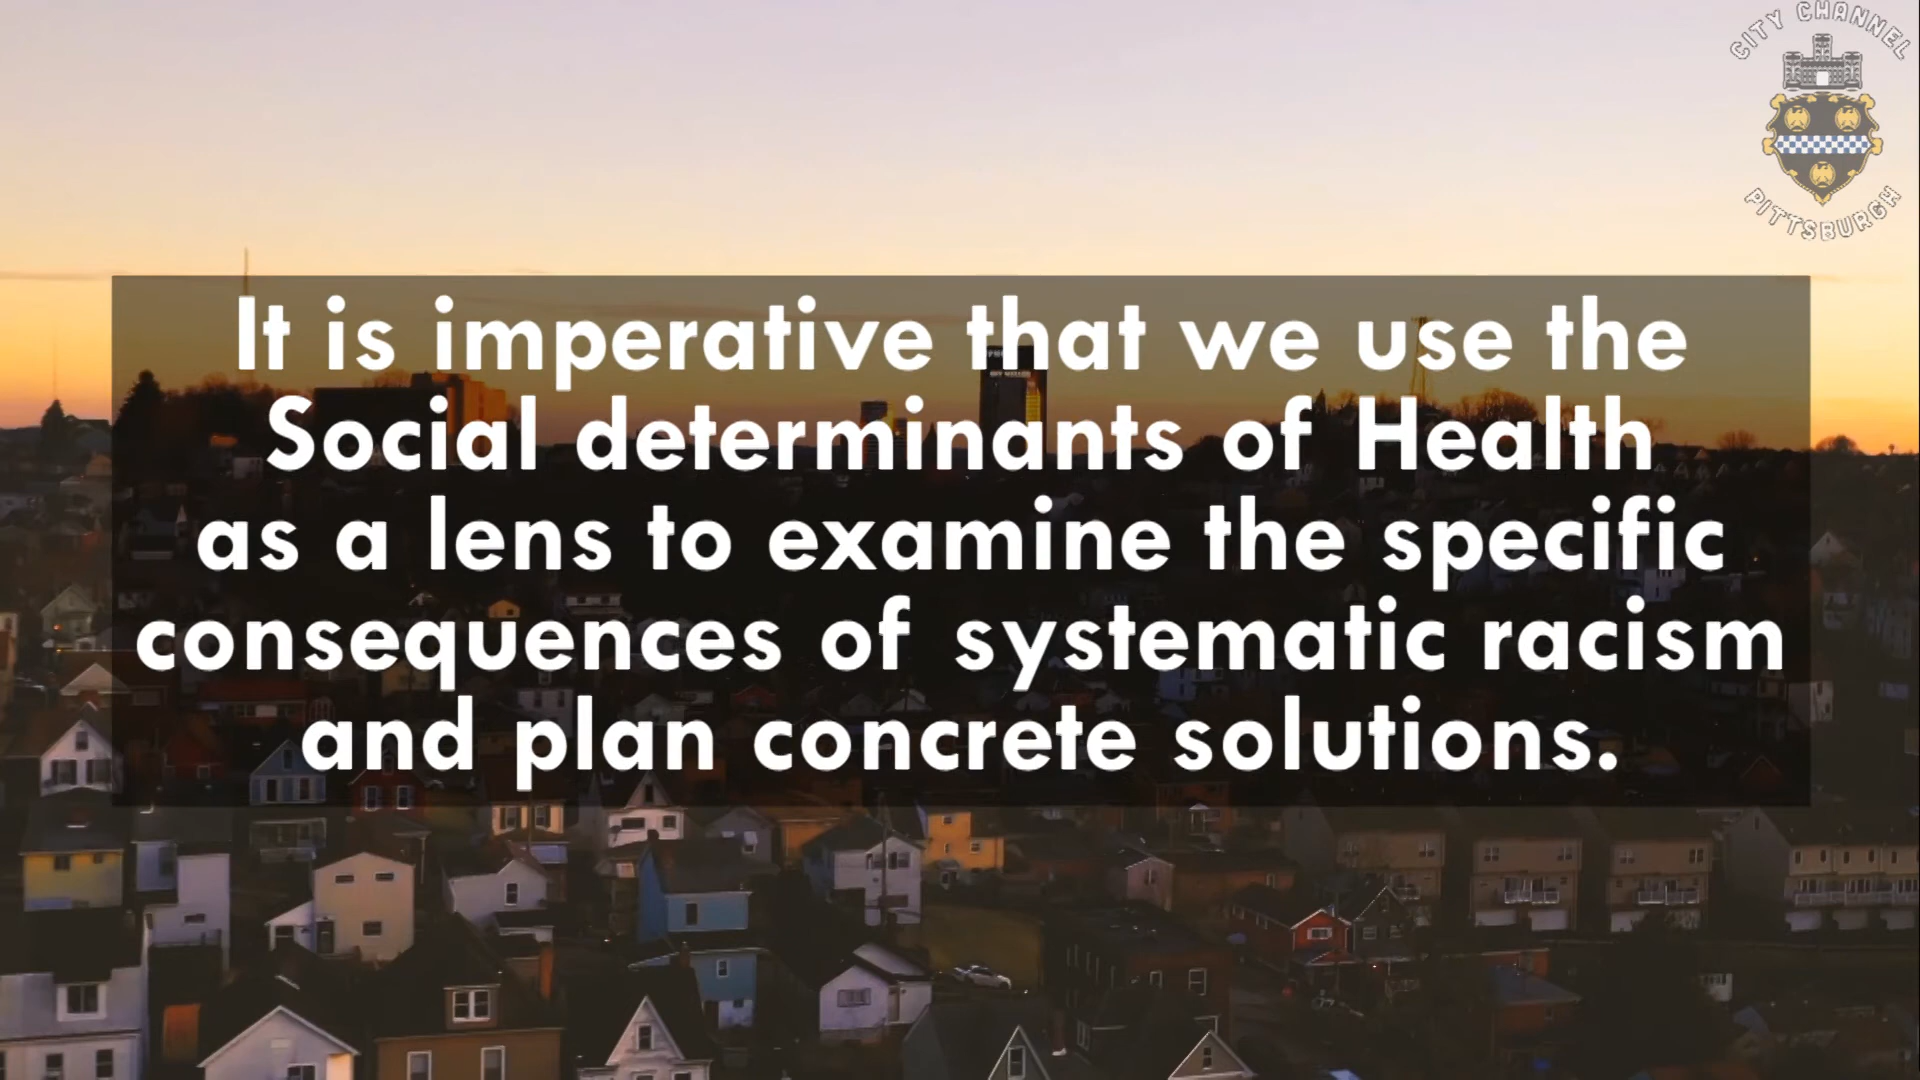 CITY CHANNEL
PITTSBURGH
It is imperative that we use the
Social determinants of Health
as a lens to examine the specific
consequences of systematic racism
and plan concrete solutions.